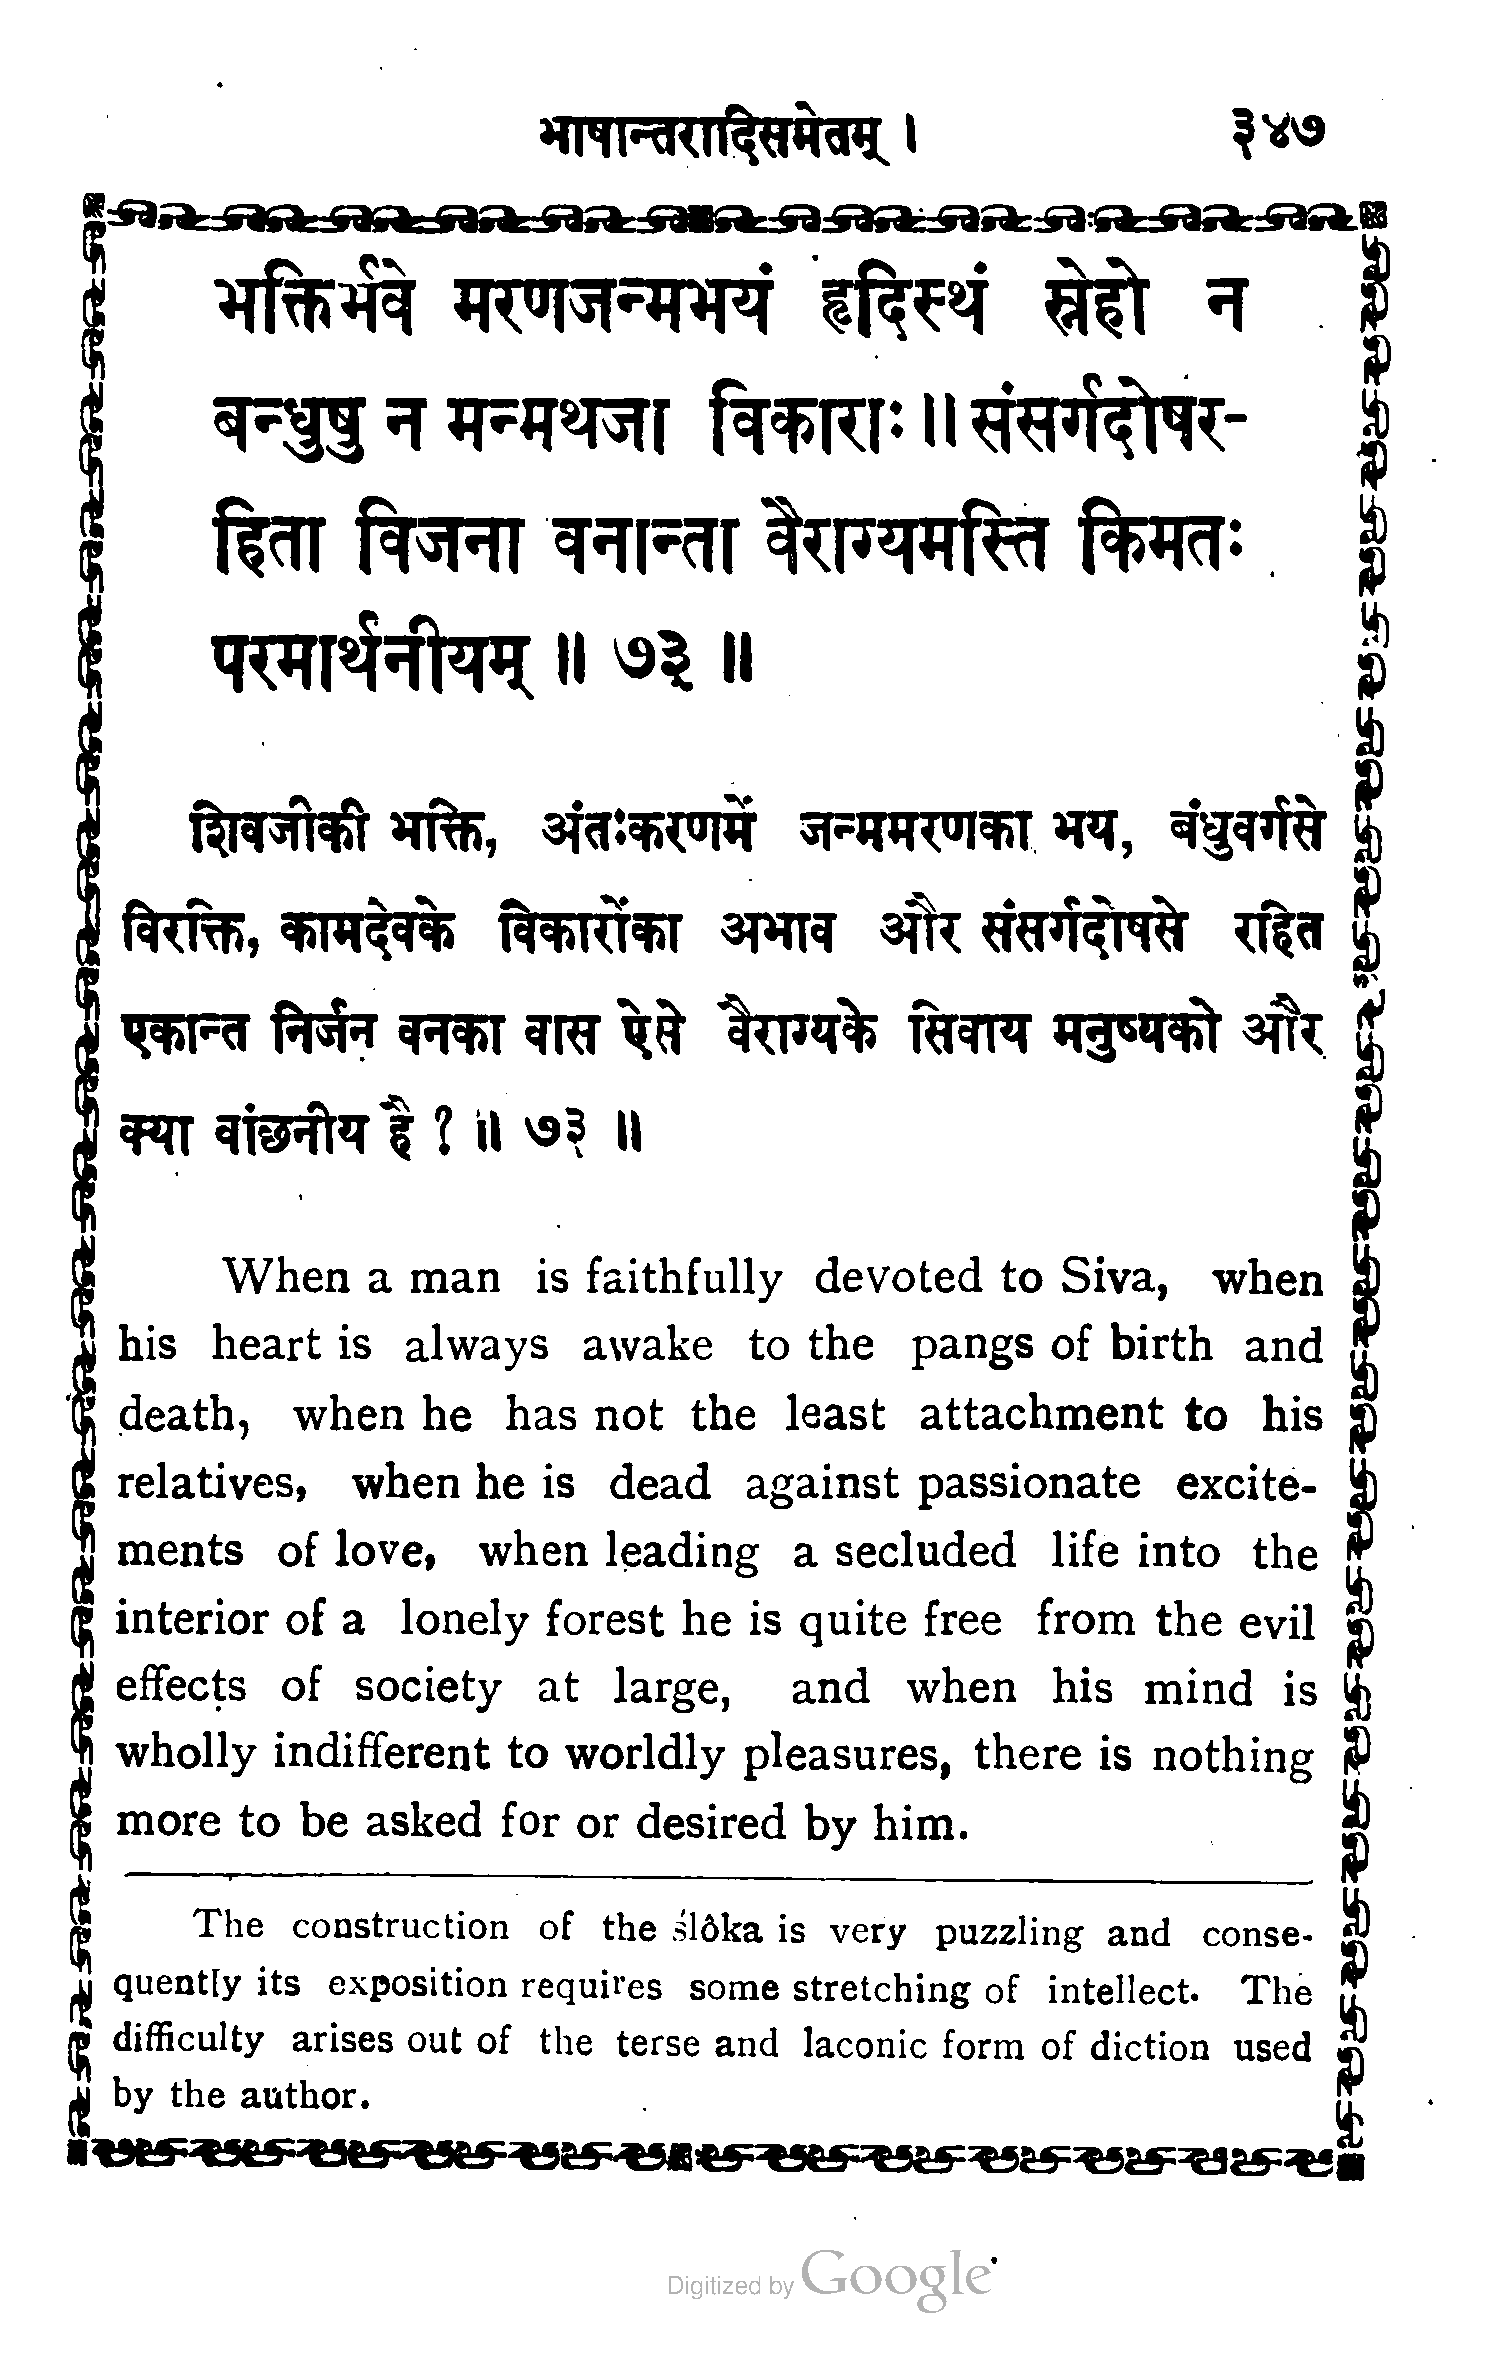 भाषान्तरादिसमेतम् । ३४७
भक्तिर्भवे मरणजन्मभयं हृदिस्थं स्नेहो न
बन्धुषु न मन्मथजा विकाराः ॥ संसर्गदोषर-
हिता विजना वनान्ता वैराग्यमस्ति किमतः
परमार्थनीयम् ॥ ७३ ॥
शिवजीकी भक्ति, अंतःकरणमें जन्ममरणका भय, बंधुवर्गसे
विरक्ति, कामदेवके विकारोंका अभाव और संसर्गदोषसे रहित
एकान्त निर्जन वनका वास ऐसे वैराग्यके सिवाय मनुष्यको और
क्या वांछनीय है ? ॥ ७३ ॥
When a man is faithfully devoted to Siva, when
his heart is always awake to the pangs of birth and
death, when he has not the least attachment to his
relatives, when he is dead against passionate excite-
ments of love, when leading a secluded life into the
interior of a lonely forest he is quite free from the evil
effects of society at large, and when his mind is
wholly indifferent to worldly pleasures, there is nothing
more to be asked for or desired by him.
The construction of the ślôka is very puzzling and conse-
quently its exposition requires some stretching of intellect. The
difficulty arises out of the terse and laconic form of diction used
by the author.
Digitized by Google